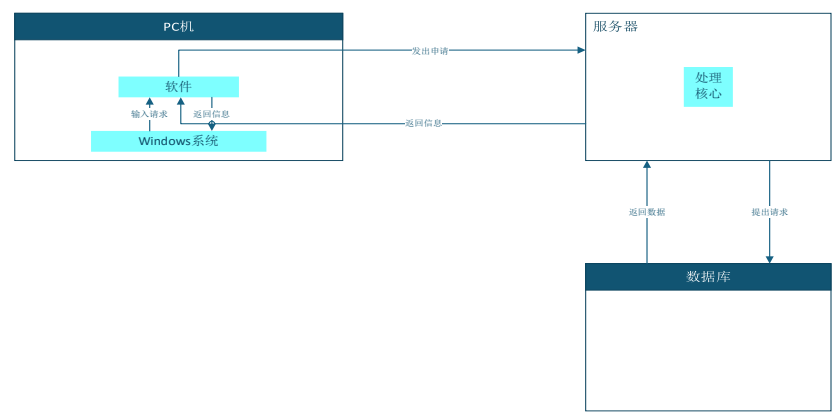 PC机
服务器
发出申请
软件
处理
核心
输入请求
返回信息
返回信息
Windows系统
返回数据
提出请求
数据库